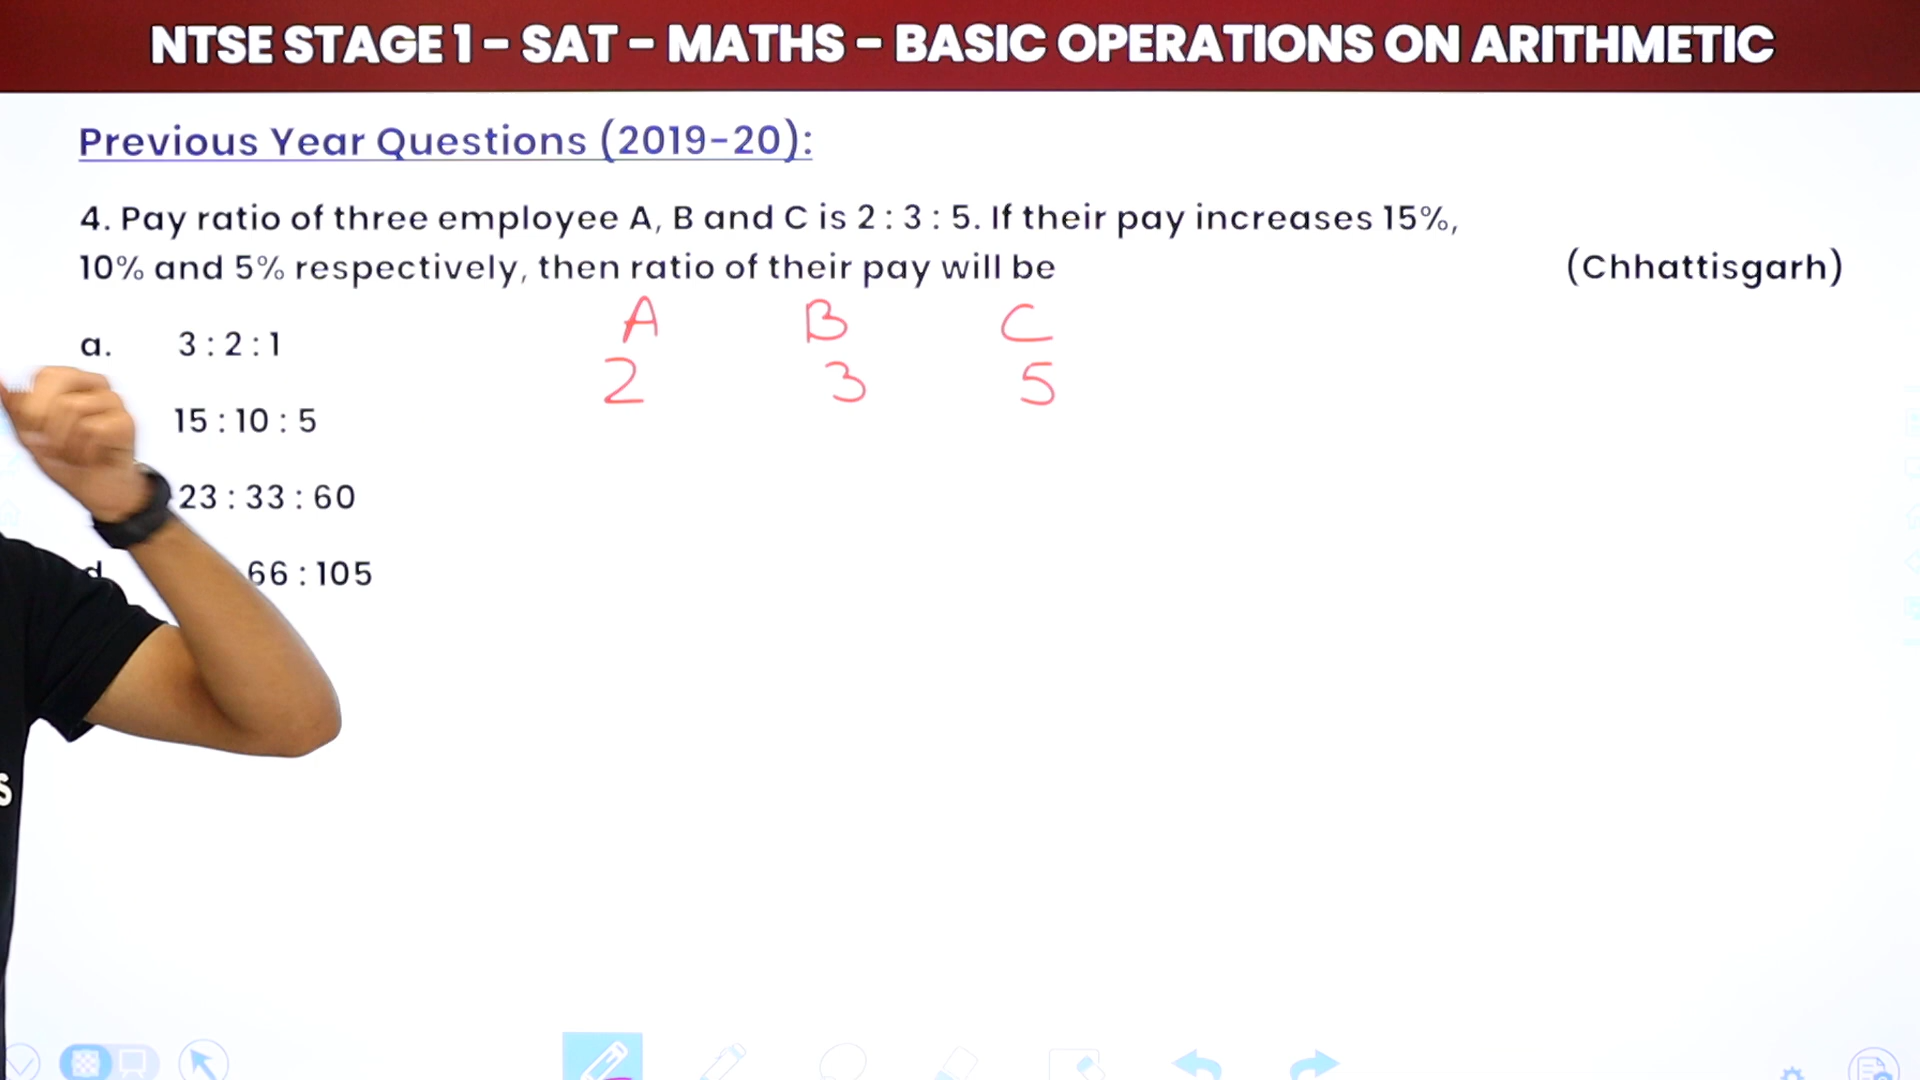 NTSE STAGE 1 – SAT – MATHS – BASIC OPERATIONS ON ARITHMETIC
Previous Year Questions (2019-20):
4. Pay ratio of three employee A, B and C is 2 : 3 : 5. If their pay increases 15%,
10% and 5% respectively, then ratio of their pay will be
(Chhattisgarh)
A B C
a. 3 : 2 : 1
2 3 5
15 : 10 : 5
23 : 33 : 60
66 : 105
S